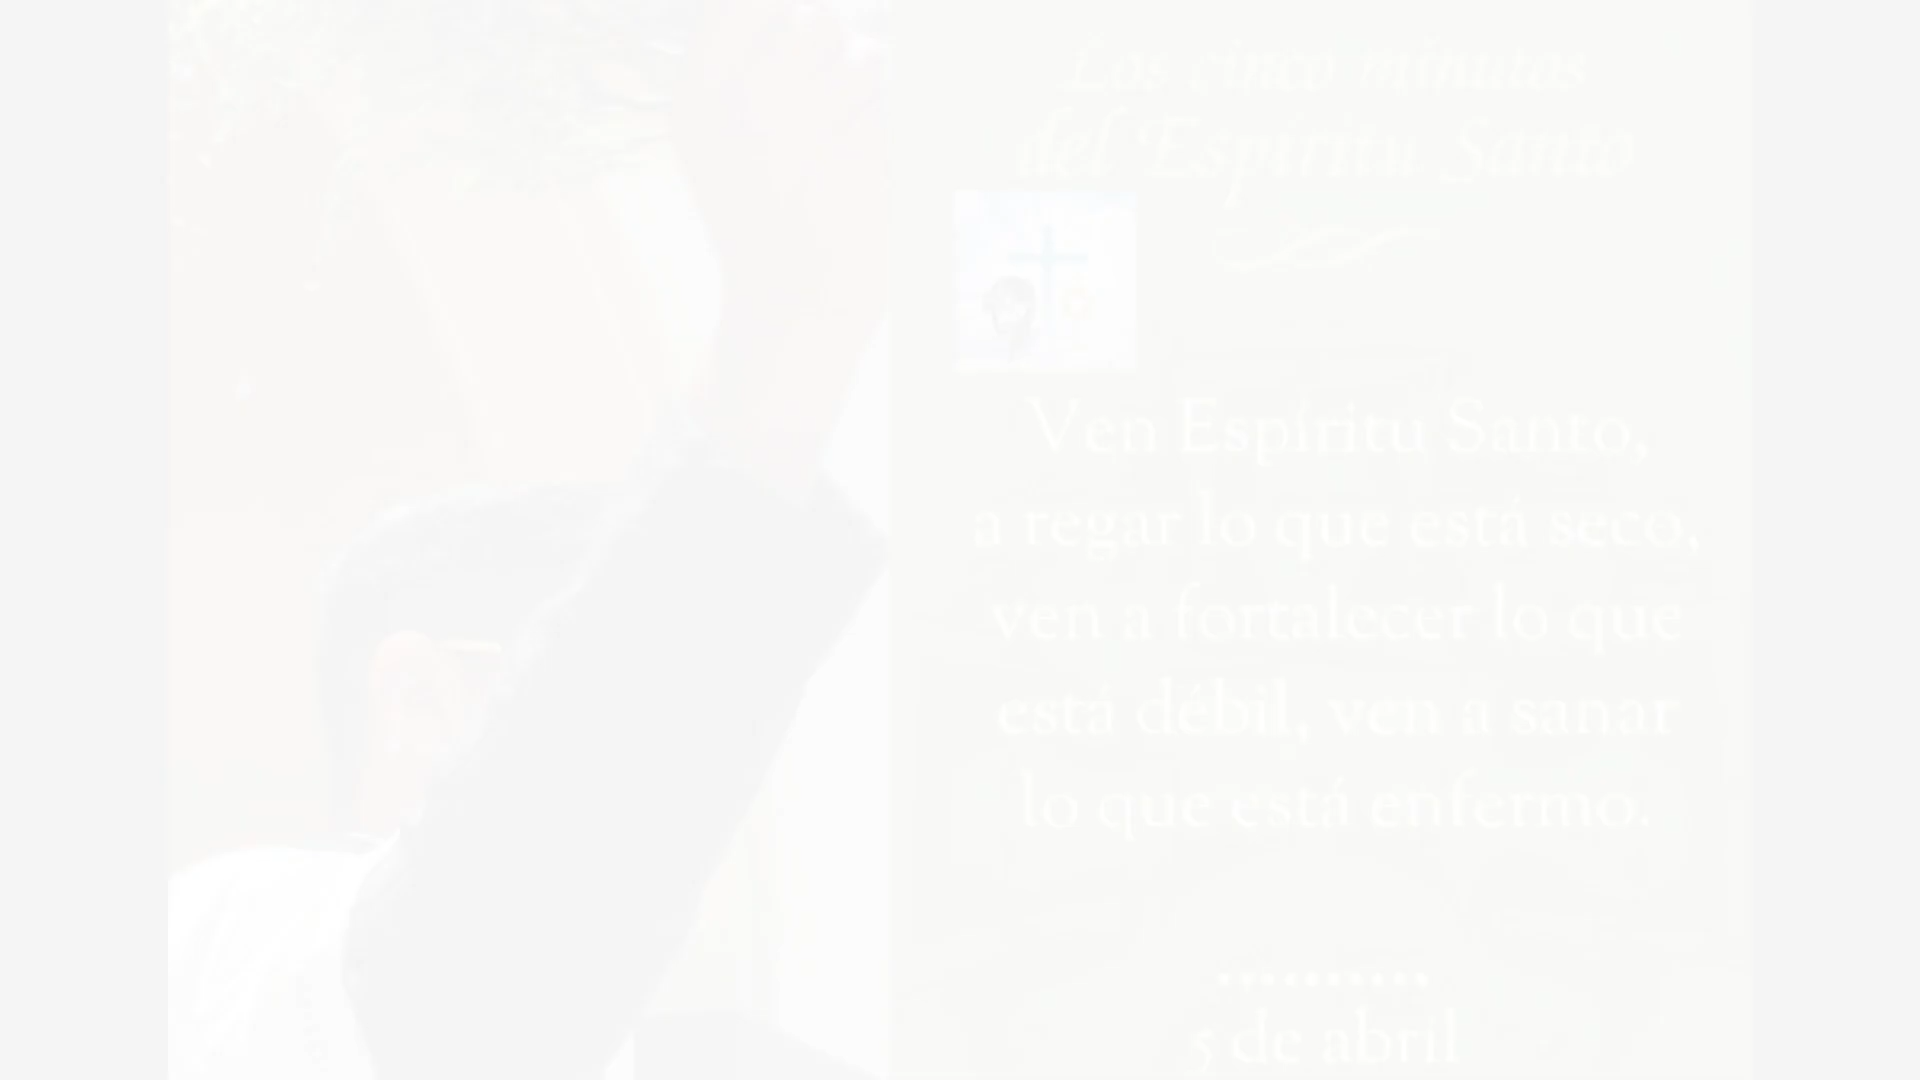 Los cinco minutos
del Espíritu Santo
Ven Espíritu Santo,
a regar lo que está seco,
ven a fortalecer lo que
está débil, ven a sanar
lo que está enfermo.
5 de abril